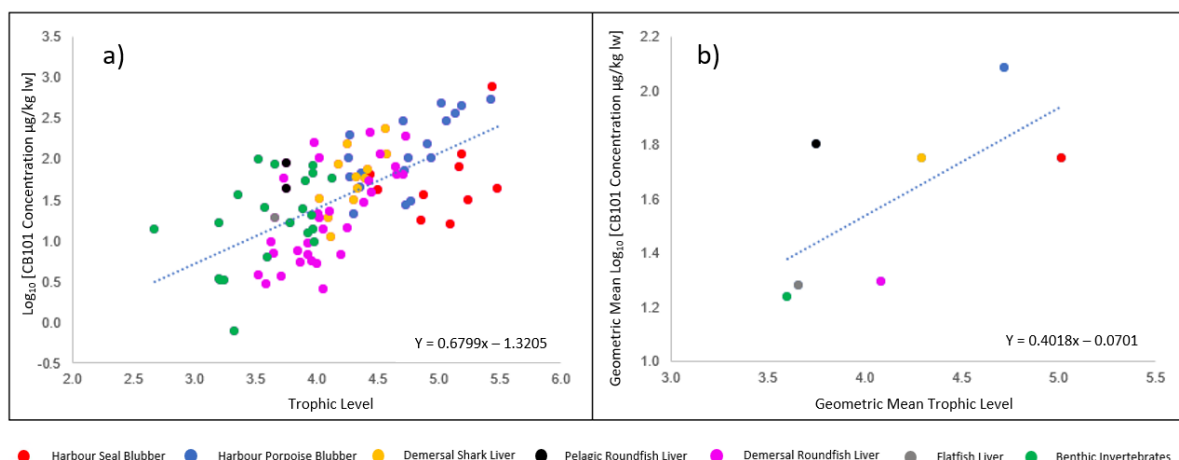 a)
Log₁₀ [CB101 Concentration µg/kg lw]
3.5
3.0
2.5
2.0
1.5
1.0
0.5
0.0
-0.5
Y = 0.6799x – 1.3205
2.0 2.5 3.0 3.5 4.0 4.5 5.0 5.5 6.0
Trophic Level
b)
Geometric Mean Log₁₀ [CB101 Concentration µg/kg lw]
2.2
2.0
1.8
1.6
1.4
1.2
1.0
Y = 0.4018x – 0.0701
3.0 3.5 4.0 4.5 5.0 5.5
Geometric Mean Trophic Level
Harbour Seal Blubber Harbour Porpoise Blubber Demersal Shark Liver Pelagic Roundfish Liver Demersal Roundfish Liver Flatfish Liver Benthic Invertebrates